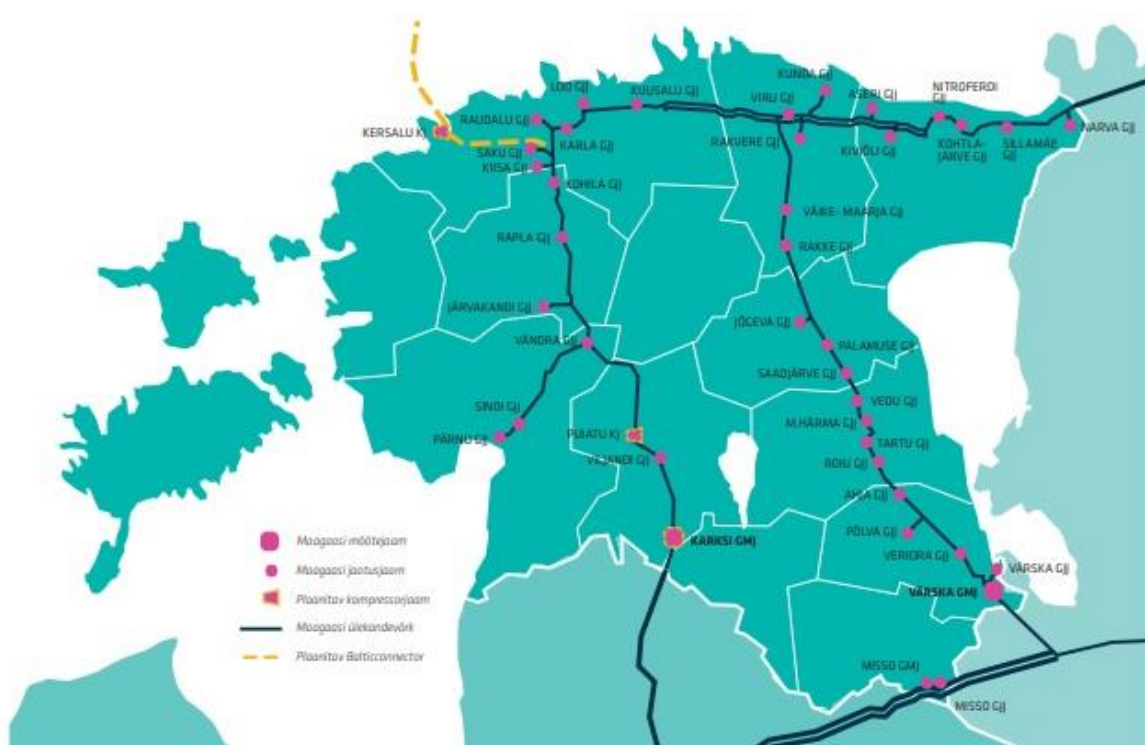 LOO GJJ
KUUSALU GJJ
KUNDA GJJ
VIRU GJJ
ASERI GJJ
NITROFERDI
GJJ
RAUDALU GJJ
KERSALU KJ
KARLA GJJ
RAKVERE GJJ
KIVIÕLI GJJ
KOHTLA-
JÄRVE GJJ
SILLAMÄE
GJJ
NARVA GJJ
SAKU GJJ
KIISA GJJ
KOHILA GJJ
VÄIKE- MAARJA GJJ
RAPLA GJJ
RAKKE GJJ
JÄRVAKANDI GJJ
JÕGEVA GJJ
VÄNDRA GJJ
PALAMUSE GJJ
SAADJÄRVE GJJ
VEDU GJJ
SINDI GJJ
M.HÄRMA GJJ
PÄRNU GJJ
PUIATU KJ
TARTU GJJ
VILJANDI GJJ
ROIU GJJ
AHJA GJJ
PÕLVA GJJ
KARKSI GMJ
VERIORA GJJ
VÄRSKA GJJ
VÄRSKA GMJ
MISSO GMJ
MISSO GJJ
Maagaasi mõõtejaam
Maagaasi jaotusjaam
Plaanitav kompressorjaam
Maagaasi ülekandevõrk
Plaanitav Balticconnector